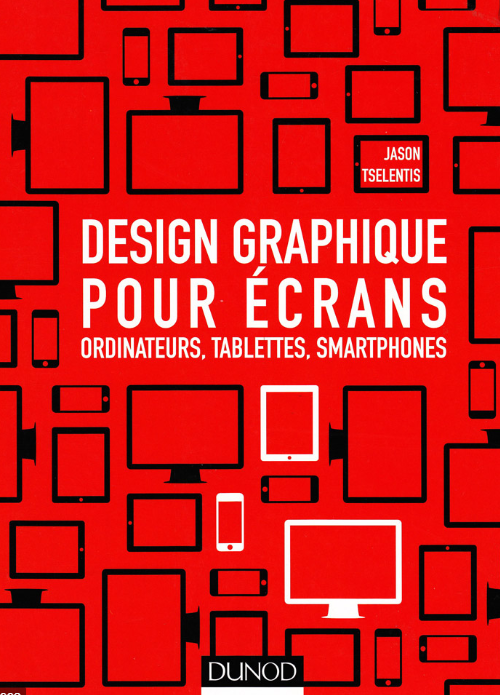 JASON
TSELENTIS
DESIGN GRAPHIQUE
POUR ÉCRANS
ORDINATEURS, TABLETTES, SMARTPHONES
DUNOD